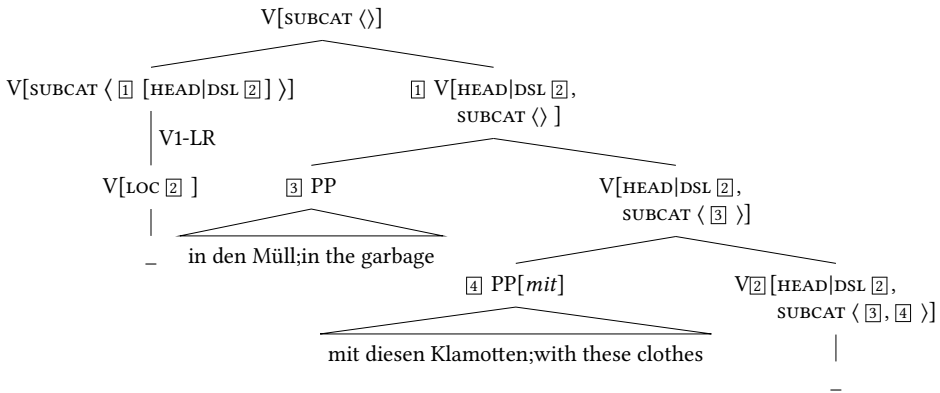 V[SUBCAT ⟨⟩]
V[SUBCAT ⟨ 1 [HEAD|DSL 2] ⟩]
1 V[HEAD|DSL 2,
SUBCAT ⟨⟩ ]
V1-LR
V[LOC 2 ]
3 PP
V[HEAD|DSL 2,
SUBCAT ⟨ 3 ⟩]
_
in den Müll;in the garbage
4 PP[mit]
V2[HEAD|DSL 2,
SUBCAT ⟨ 3, 4 ⟩]
mit diesen Klamotten;with these clothes
_